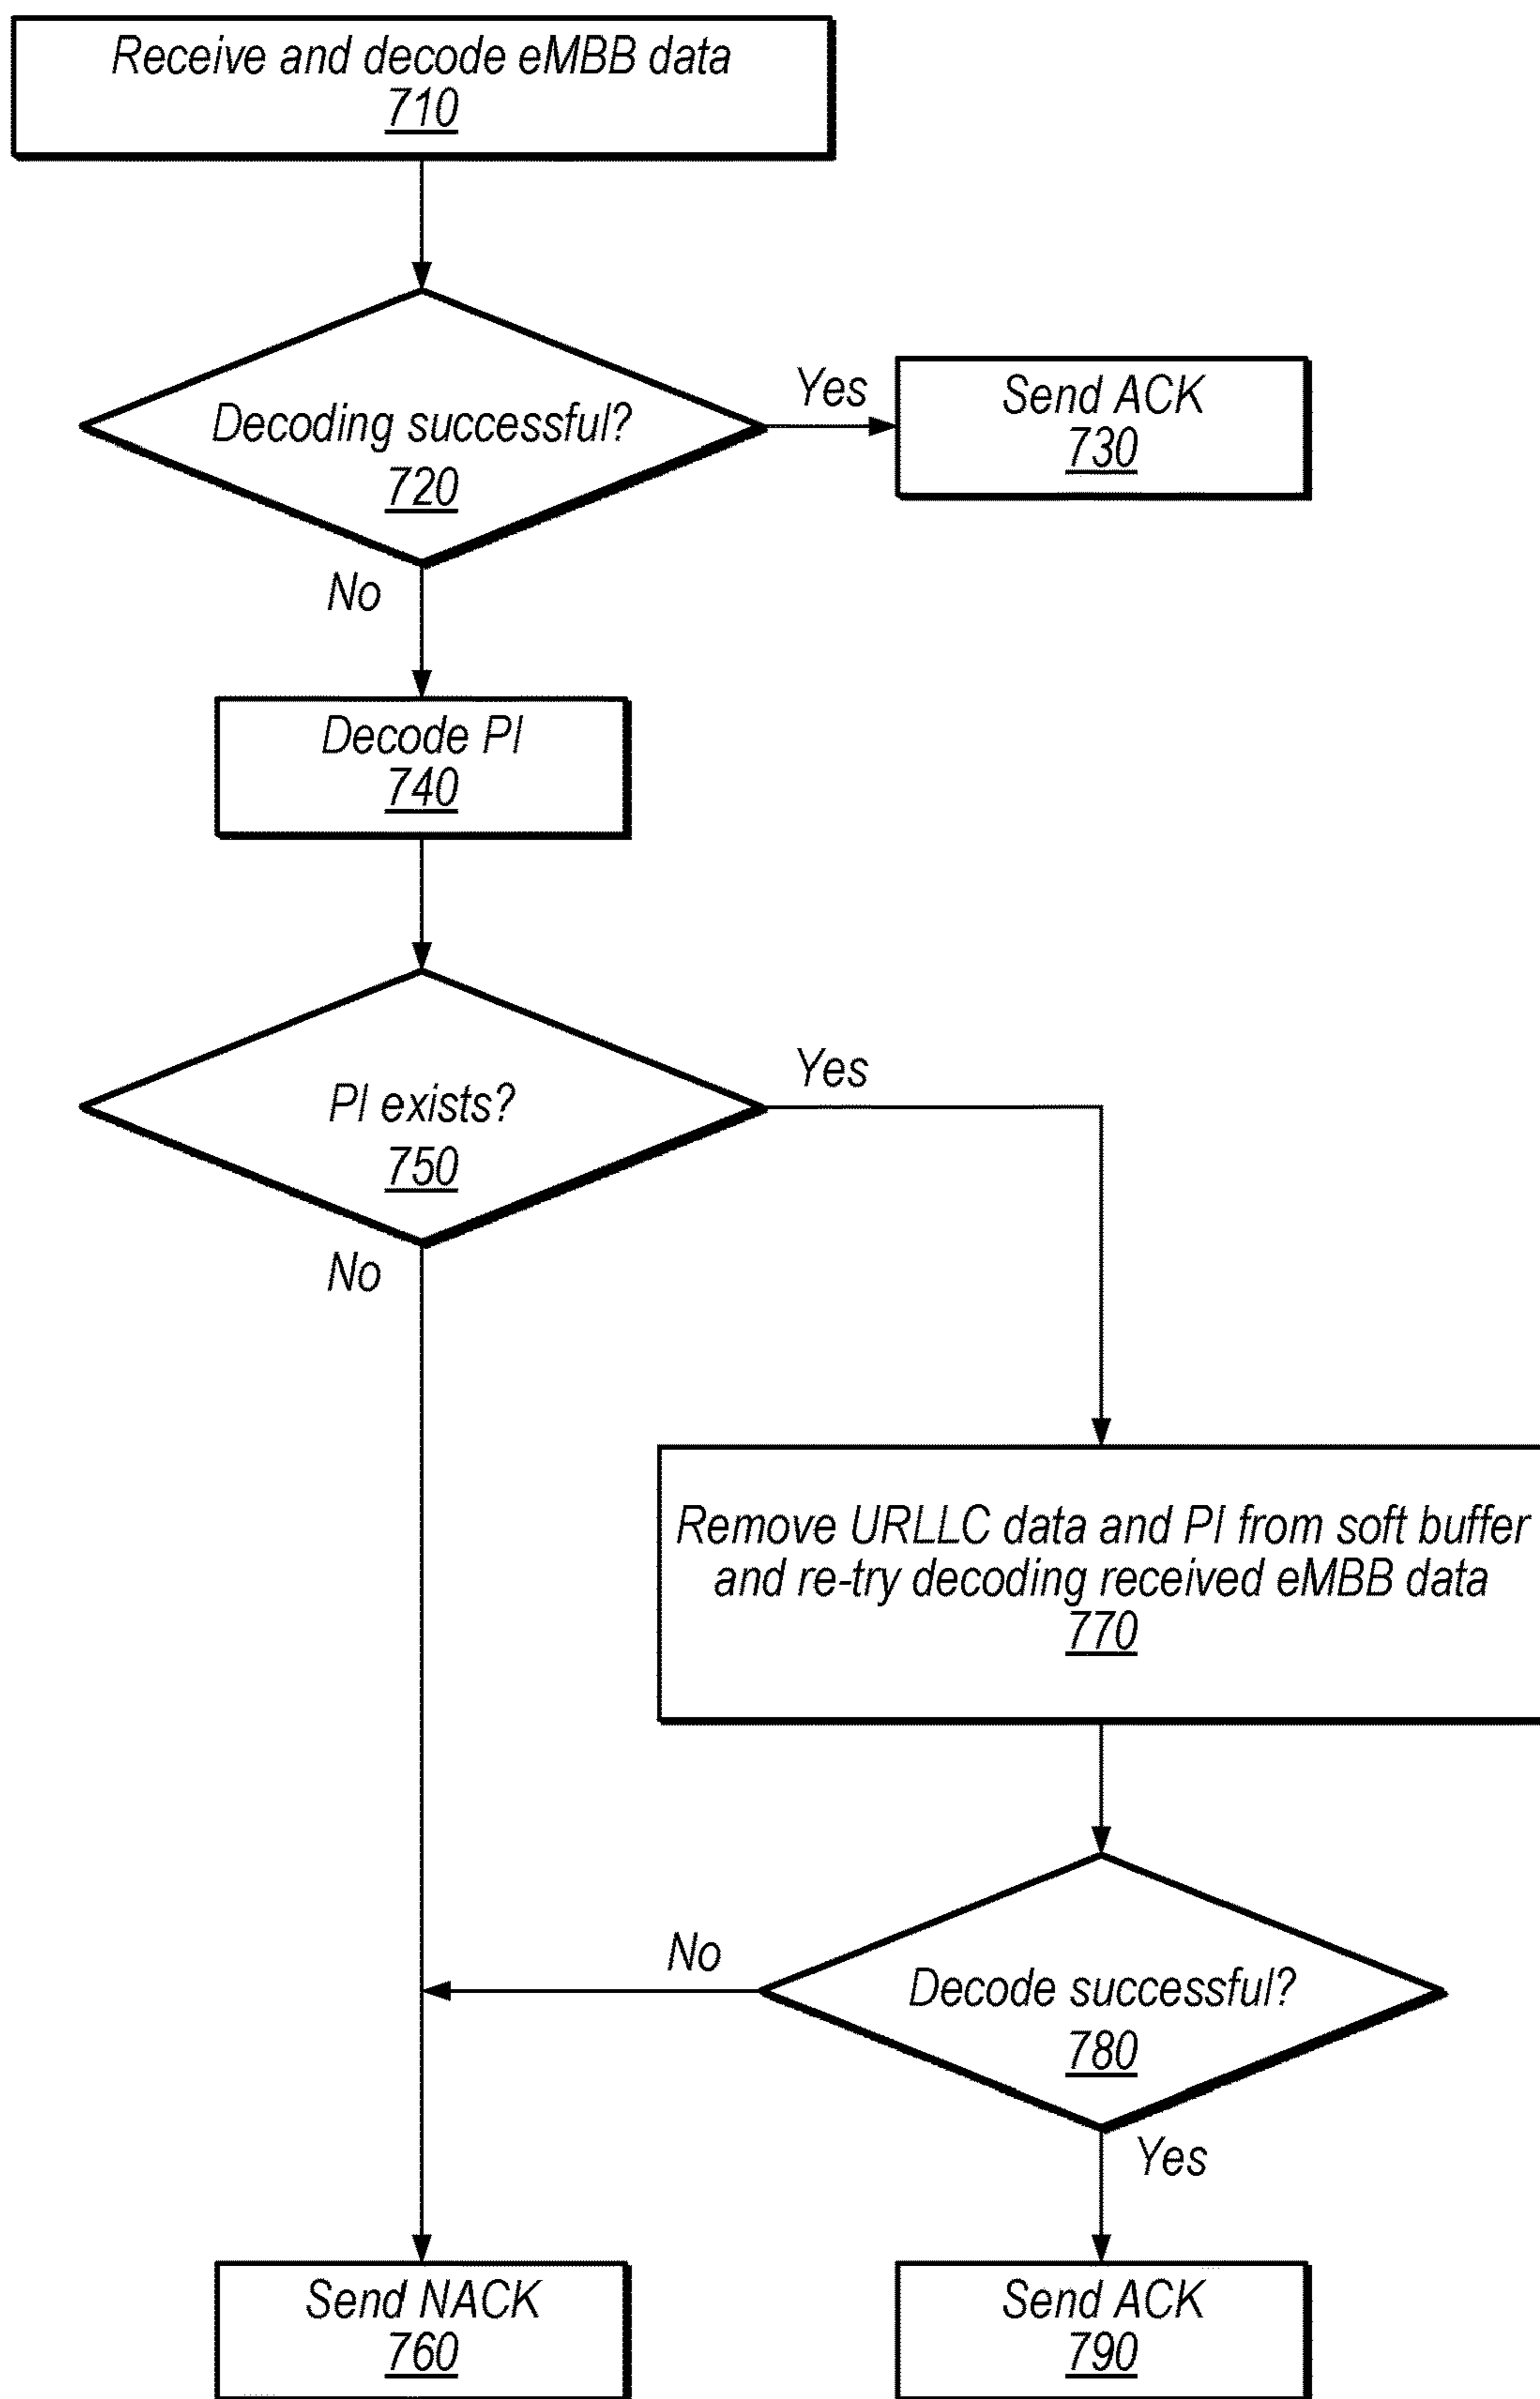 Receive and decode eMBB data
710
Decoding successful?
720
Yes
Send ACK
730
No
Decode PI
740
PI exists?
750
Yes
No
Remove URLLC data and PI from soft buffer
and re-try decoding received eMBB data
770
No
Decode successful?
780
Yes
Send NACK
760
Send ACK
790